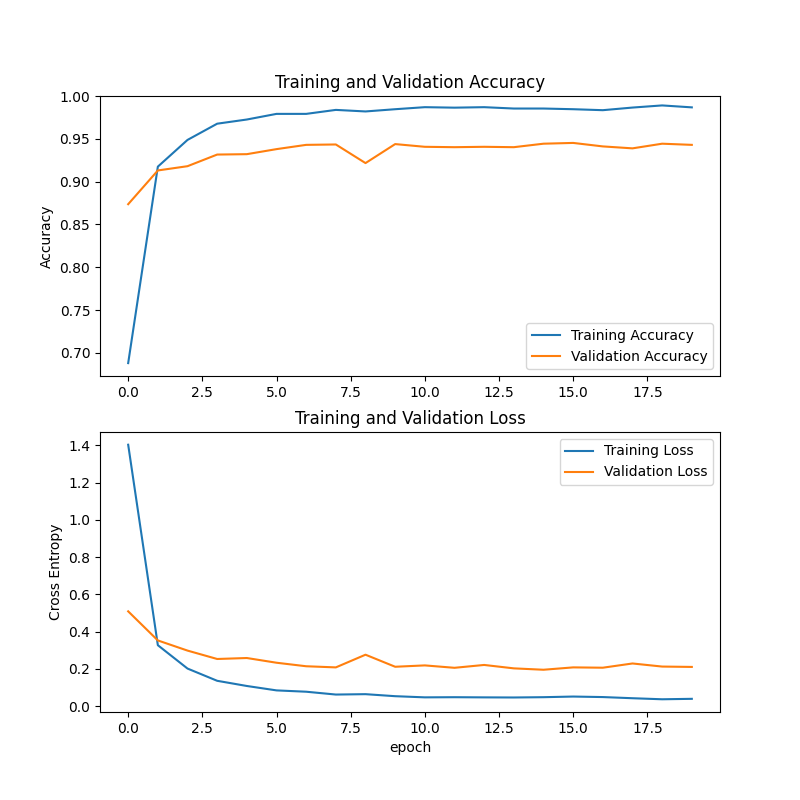 Training and Validation Accuracy
1.00
0.95
0.90
0.85
0.80
0.75
0.70
Accuracy
Training Accuracy
Validation Accuracy
0.0 2.5 5.0 7.5 10.0 12.5 15.0 17.5
Training and Validation Loss
1.4
1.2
1.0
0.8
0.6
0.4
0.2
0.0
Cross Entropy
Training Loss
Validation Loss
0.0 2.5 5.0 7.5 10.0 12.5 15.0 17.5
epoch